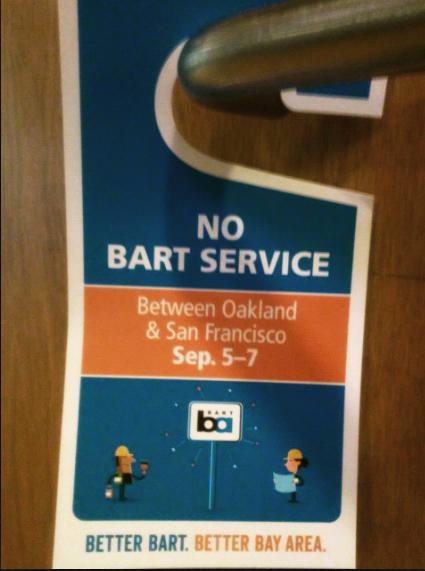 NO
BART SERVICE
Between Oakland
& San Francisco
Sep. 5–7
BART
ba
BETTER BART. BETTER BAY AREA.